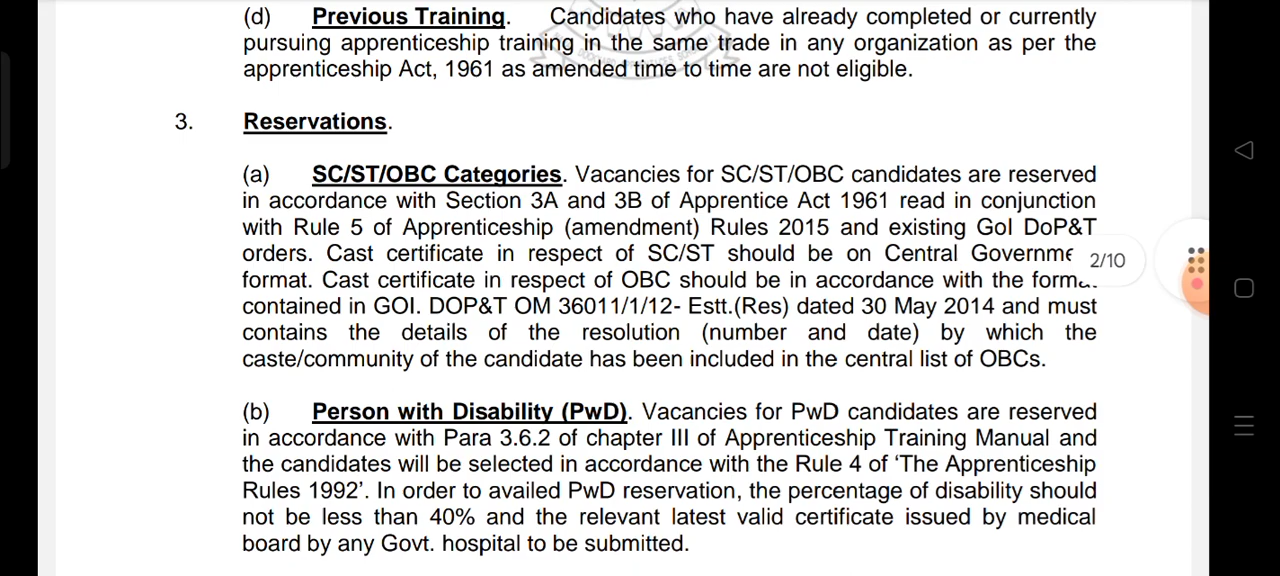 (d) Previous Training. Candidates who have already completed or currently
pursuing apprenticeship training in the same trade in any organization as per the
apprenticeship Act, 1961 as amended time to time are not eligible.
3. Reservations.
(a) SC/ST/OBC Categories. Vacancies for SC/ST/OBC candidates are reserved
in accordance with Section 3A and 3B of Apprentice Act 1961 read in conjunction
with Rule 5 of Apprenticeship (amendment) Rules 2015 and existing GoI DoP&T
orders. Cast certificate in respect of SC/ST should be on Central Governme
2/10
format. Cast certificate in respect of OBC should be in accordance with the
contained in GOI. DOP&T OM 36011/1/12- Estt.(Res) dated 30 May 2014 and must
contains the details of the resolution (number and date) by which the
caste/community of the candidate has been included in the central list of OBCs.
(b) Person with Disability (PwD). Vacancies for PwD candidates are reserved
in accordance with Para 3.6.2 of chapter III of Apprenticeship Training Manual and
the candidates will be selected in accordance with the Rule 4 of ‘The Apprenticeship
Rules 1992’. In order to availed PwD reservation, the percentage of disability should
not be less than 40% and the relevant latest valid certificate issued by medical
board by any Govt. hospital to be submitted.